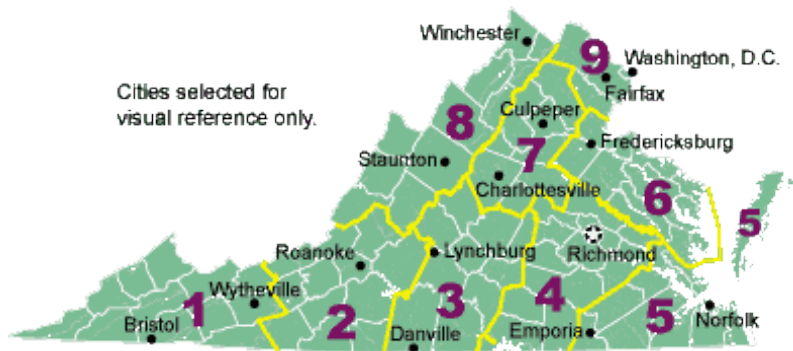 Winchester
9
Washington, D.C.
Fairfax
Cities selected for
visual reference only.
8
Culpeper
Fredericksburg
Staunton
7
Charlottesville
6
5
Roanoke
Lynchburg
Richmond
Wytheville
1
2
3
4
5
Norfolk
Bristol
Danville
Emporia